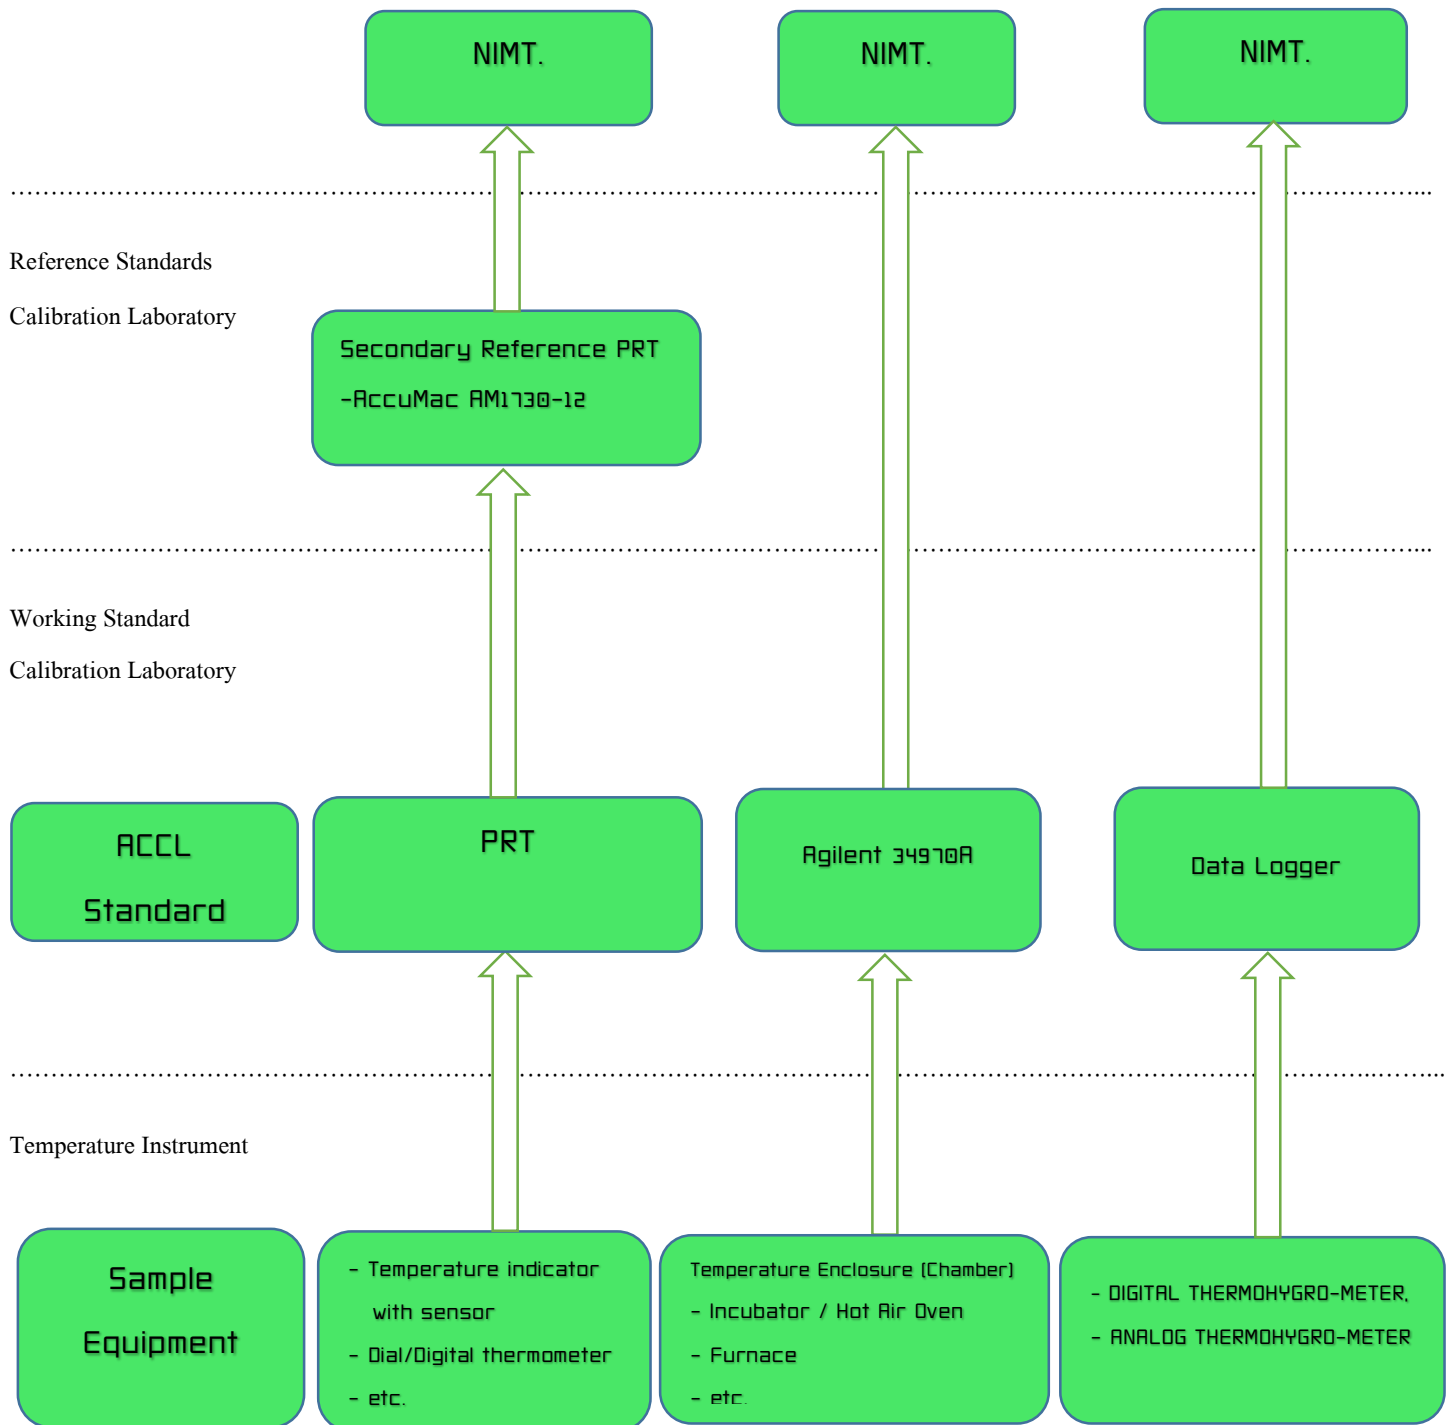 NIMT.
NIMT.
NIMT.
Reference Standards
Calibration Laboratory
Secondary Reference PRT
-AccuMac AM1730-12
Working Standard
Calibration Laboratory
ACCL
Standard
PRT
Agilent 34970A
Data Logger
Temperature Instrument
Sample
Equipment
- Temperature indicator
with sensor
- Dial/Digital thermometer
- etc.
Temperature Enclosure (Chamber)
- Incubator / Hot Air Oven
- Furnace
- etc.
- DIGITAL THERMOHYGRO-METER,
- ANALOG THERMOHYGRO-METER